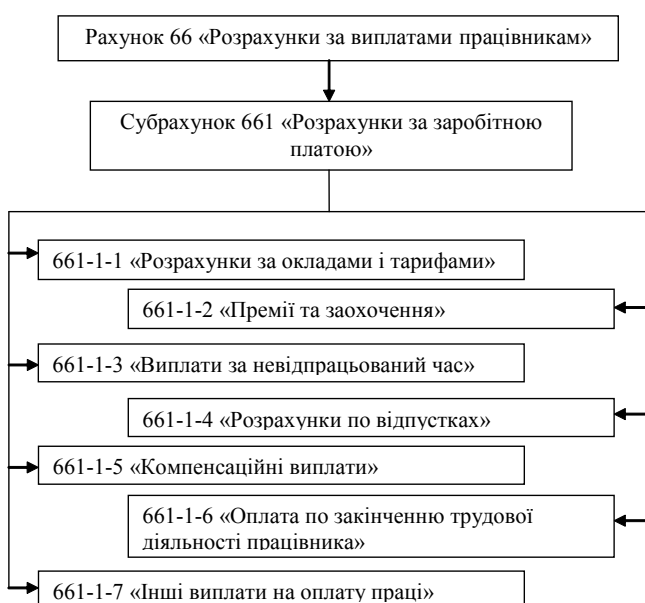 Рахунок 66 «Розрахунки за виплатами працівникам»
Субрахунок 661 «Розрахунки за заробітною
платою»
661-1-1 «Розрахунки за окладами і тарифами»
661-1-2 «Премії та заохочення»
661-1-3 «Виплати за невідпрацьований час»
661-1-4 «Розрахунки по відпустках»
661-1-5 «Компенсаційні виплати»
661-1-6 «Оплата по закінченню трудової
діяльності працівника»
661-1-7 «Інші виплати на оплату праці»